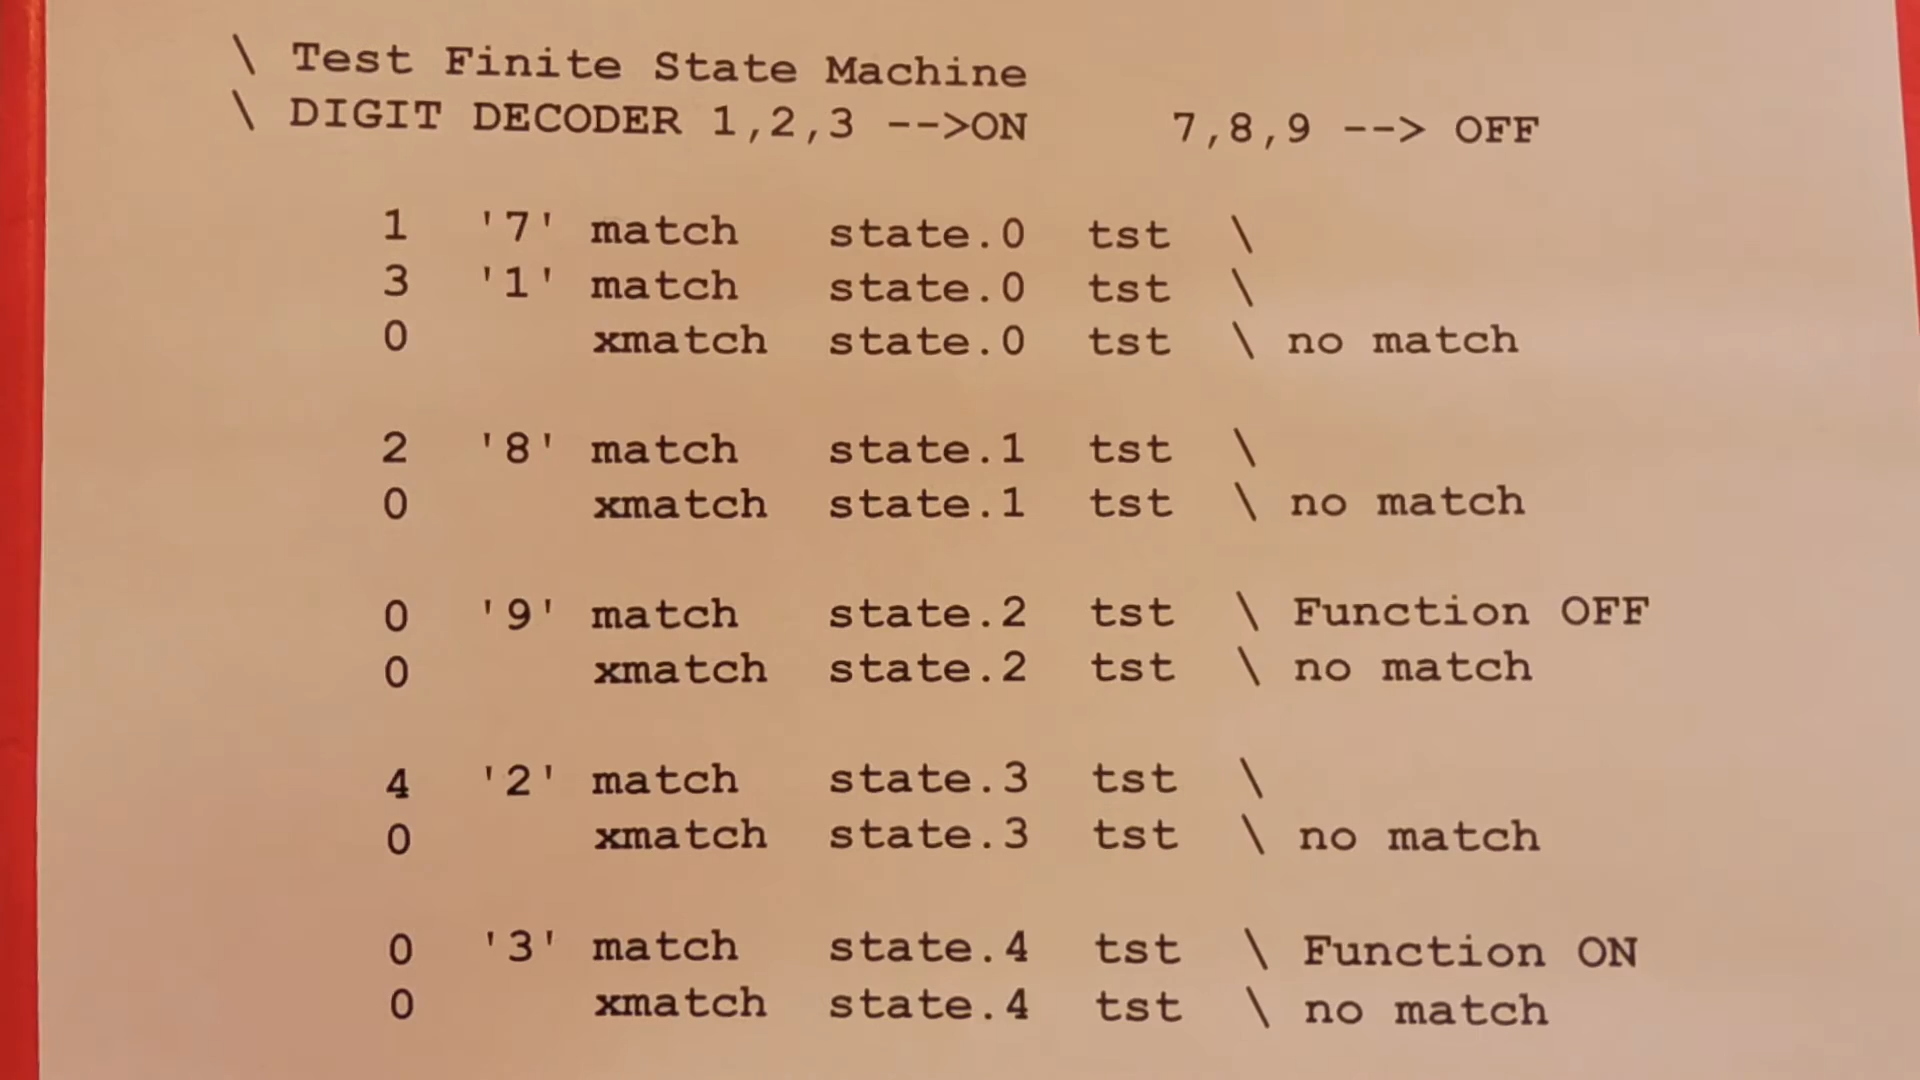 \ Test Finite State Machine
\ DIGIT DECODER 1,2,3 -->ON 7,8,9 --> OFF
1 '7' match state.0 tst \
3 '1' match state.0 tst \
0 xmatch state.0 tst \ no match
2 '8' match state.1 tst \
0 xmatch state.1 tst \ no match
0 '9' match state.2 tst \ Function OFF
0 xmatch state.2 tst \ no match
4 '2' match state.3 tst \
0 xmatch state.3 tst \ no match
0 '3' match state.4 tst \ Function ON
0 xmatch state.4 tst \ no match